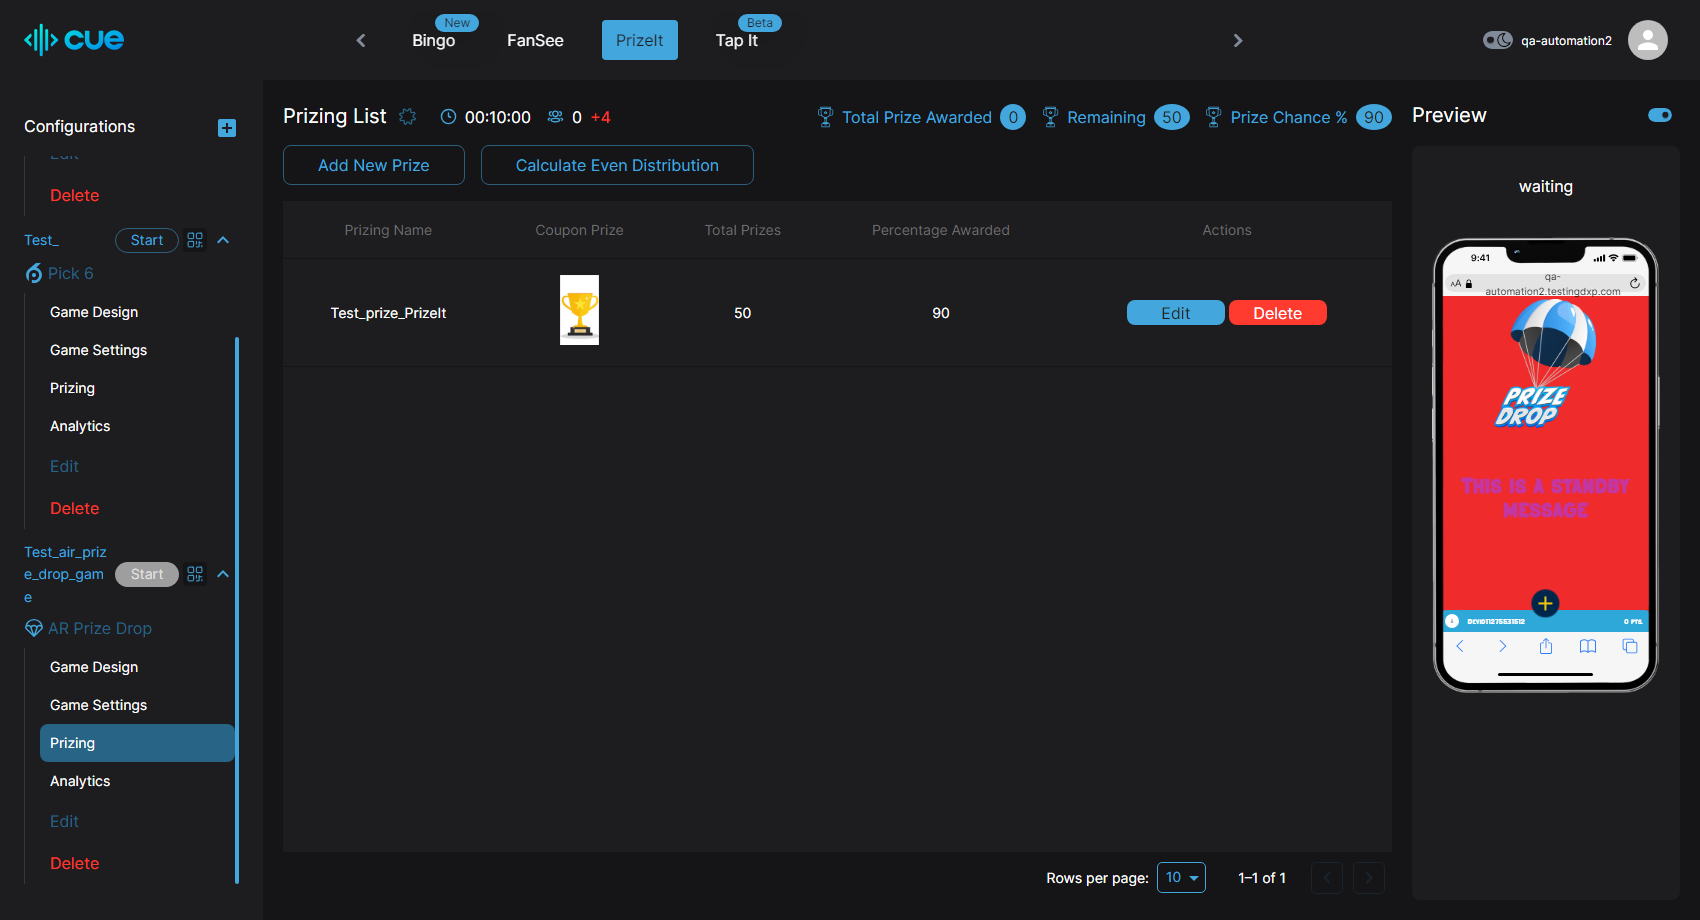 cue
New
Bingo
FanSee
PrizeIt
Beta
Tap It
qa-automation2
Configurations
Delete
Test_
Start
Pick 6
Game Design
Game Settings
Prizing
Analytics
Edit
Delete
Test_air_priz
e_drop_gam
e
Start
AR Prize Drop
Game Design
Game Settings
Prizing
Analytics
Edit
Delete
Prizing List
00:10:00
0 +4
Total Prize Awarded 0
Remaining 50
Prize Chance % 90
Add New Prize
Calculate Even Distribution
Prizing Name
Coupon Prize
Total Prizes
Percentage Awarded
Actions
Test_prize_PrizeIt
50
90
Edit
Delete
Rows per page: 10
1–1 of 1
Preview
waiting
9:41
AA
qa-
automation2.testingdxp.com
PRIZE
DROP
THIS IS A STANDBY
MESSAGE
0 PTS.